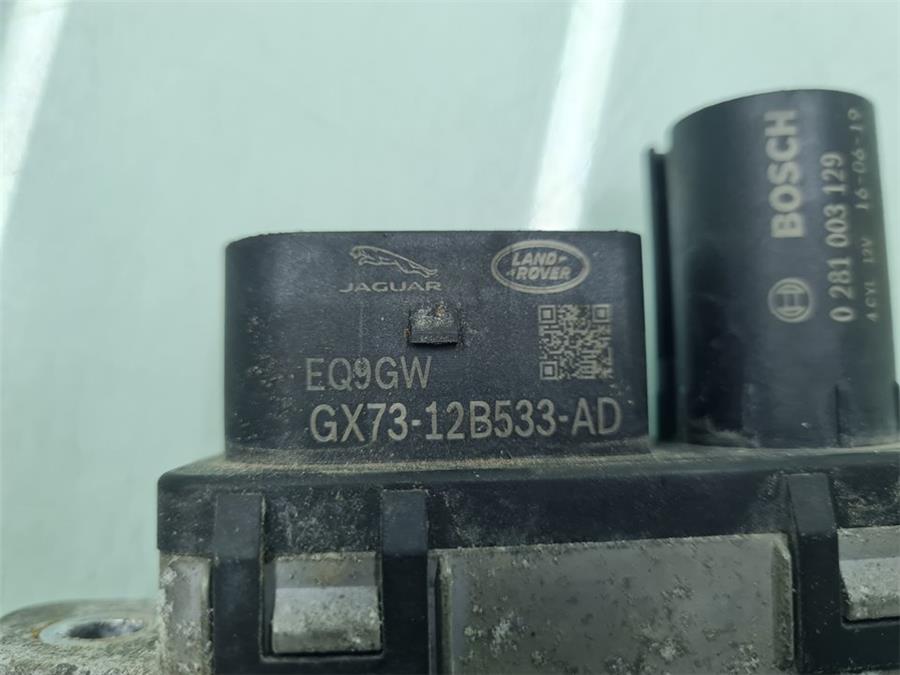 JAGUAR
LAND-
-ROVER
EQ9GW
GX73-12B533-AD
BOSCH
0 281 003 129
4 CYL 12V 16-06-19